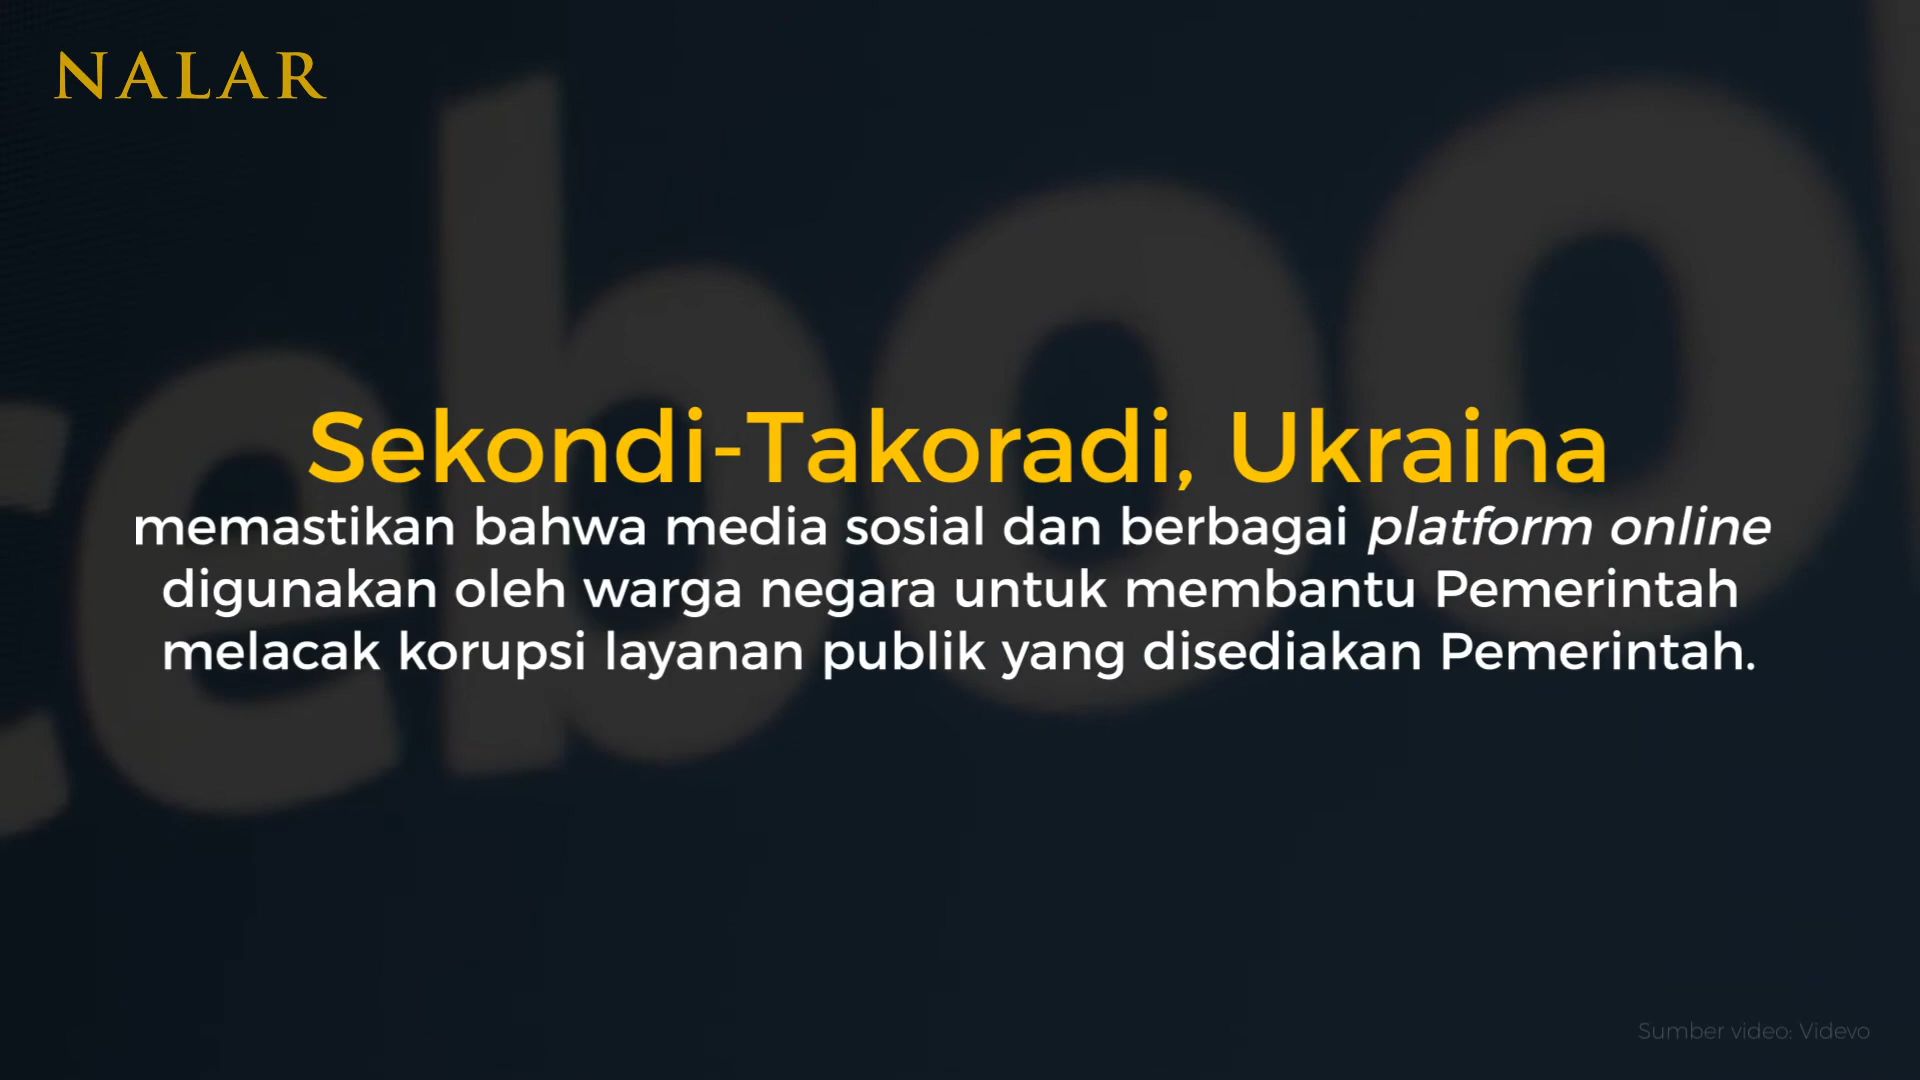 NALAR
cebook
Sekondi-Takoradi, Ukraina
memastikan bahwa media sosial dan berbagai platform online
digunakan oleh warga negara untuk membantu Pemerintah
melacak korupsi layanan publik yang disediakan Pemerintah.
Sumber video: Videvo